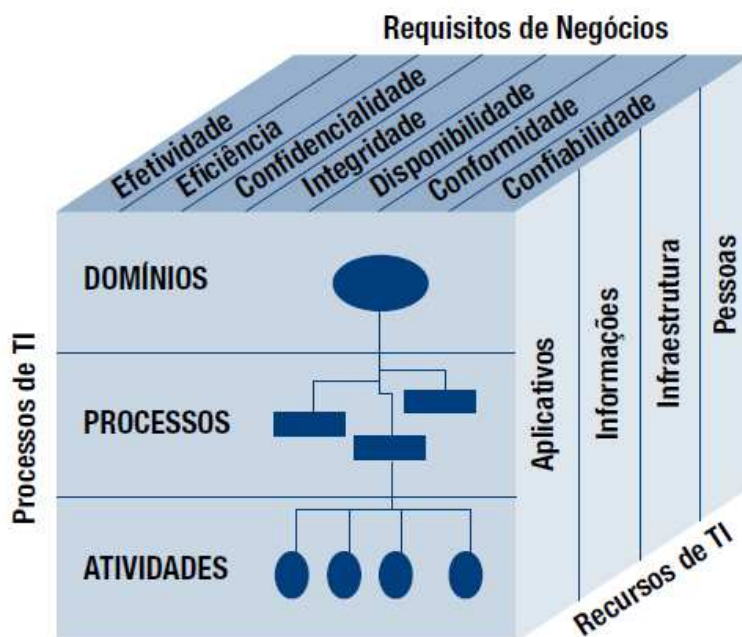 Requisitos de Negócios
Efetividade
Eficiência
Confidencialidade
Integridade
Disponibilidade
Conformidade
Confiabilidade
Processos de TI
DOMÍNIOS
PROCESSOS
ATIVIDADES
Aplicativos
Informações
Infraestrutura
Pessoas
Recursos de TI